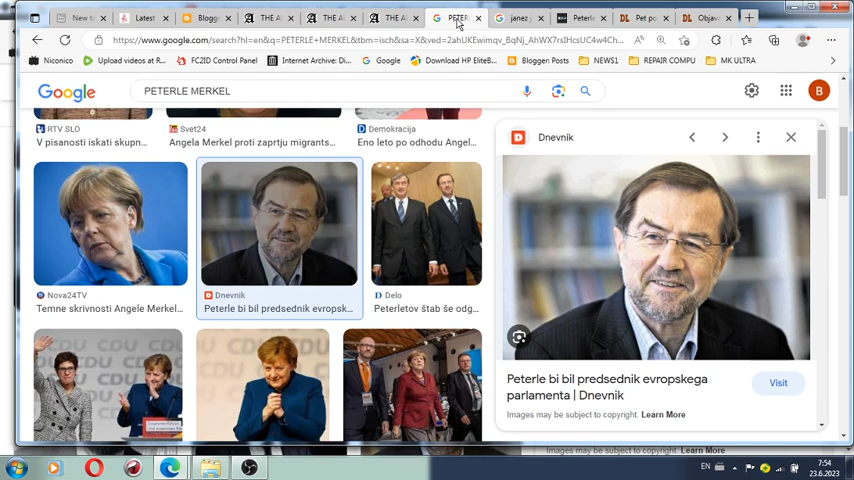 New ta
Latest
Blogge
THE AI
THE AI
THE AI
PETER
janez
Peterle
Pet po
Objav
https://www.google.com/search?hl=en&q=PETERLE+MERKEL&tbm=isch&sa=X&ved=2ahUKEwimqv_BqNj_AhWX7rsIHcsUC4w4Ch...
Niconico
Upload videos at R...
FCZID Control Panel
Internet Archive: Di...
Google
Download HP EliteB...
Blogger: Posts
NEWS1
REPAIR COMPU
MK ULTRA
Google
PETERLE MERKEL
B
RTV SLO
V pisanosti iskati skupn...
Svet24
Angela Merkel proti zaprtju migrants...
Demokracija
Eno leto po odhodu Angel...
Nova24TV
Temne skrivnosti Angele Merkel...
Dnevnik
Peterle bi bil predsednik evropsk...
Delo
Peterletov štab še odg...
CDU
CDU
Dnevnik
Peterle bi bil predsednik evropskega
parlamenta | Dnevnik
Visit
Images may be subject to copyright. Learn More
Images may be subject to copyright. Learn More
EN
7:54
23.6.2023